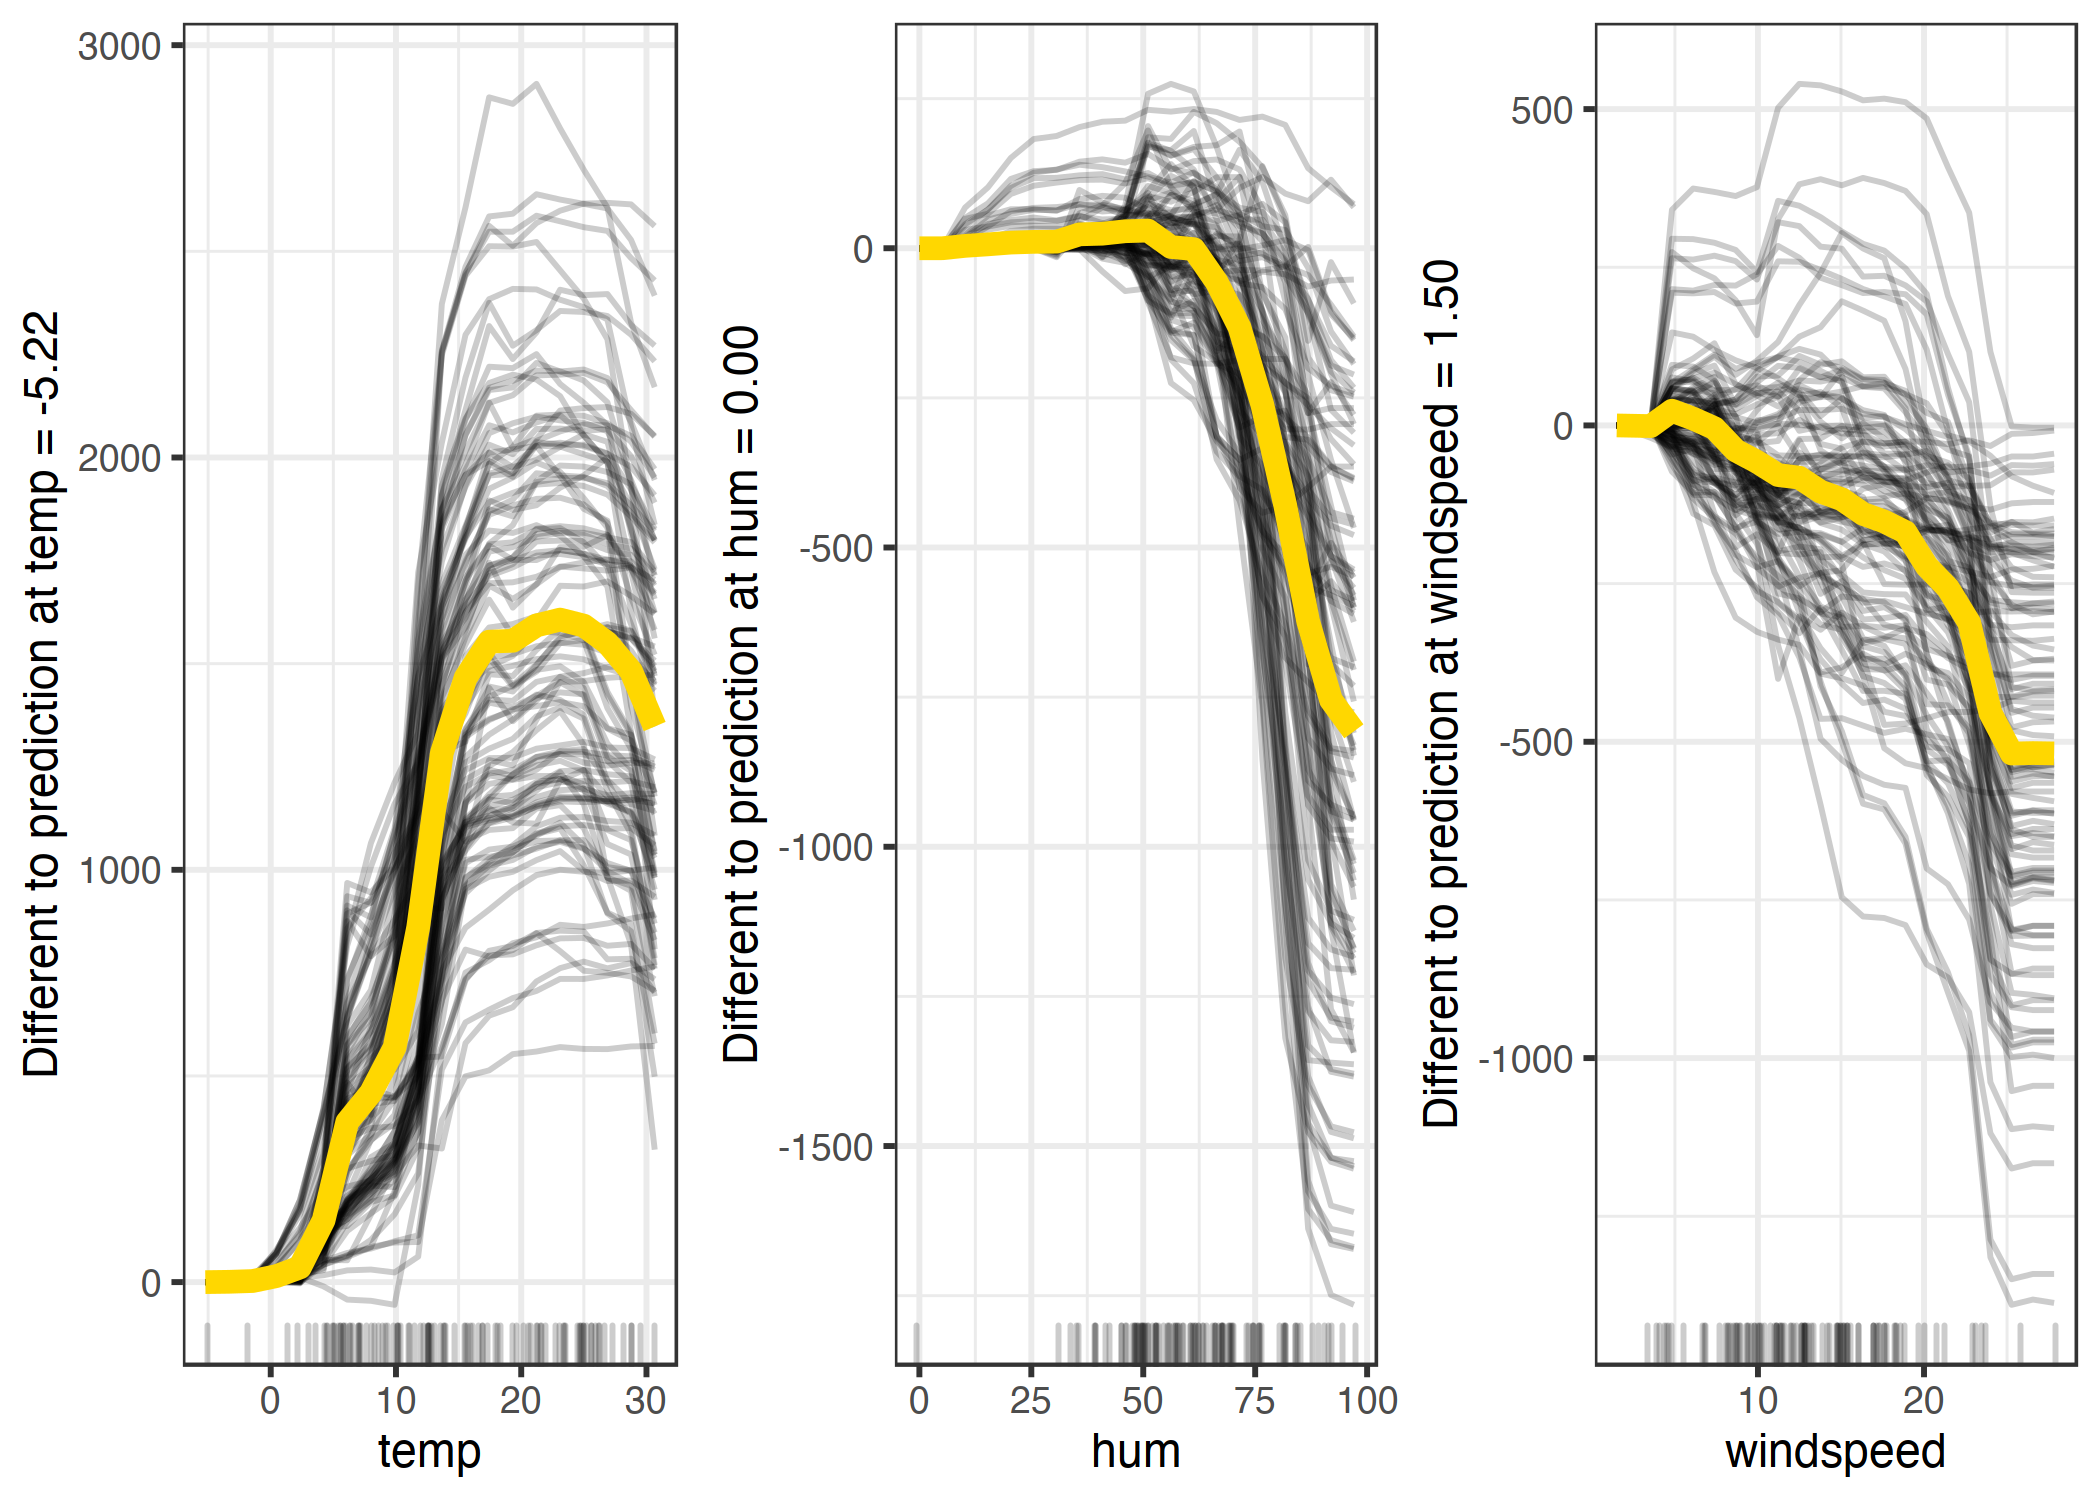 Different to prediction at temp = -5.22
3000
2000
1000
0
0 10 20 30
temp
Different to prediction at hum = 0.00
0
-500
-1000
-1500
0 25 50 75 100
hum
Different to prediction at windspeed = 1.50
500
0
-500
-1000
10 20
windspeed